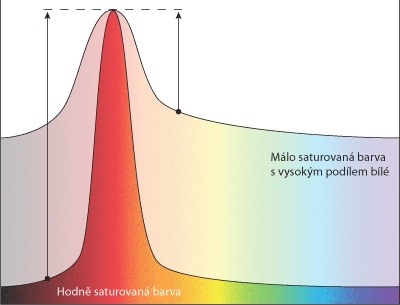 Málo saturovaná barva
s vysokým podílem bílé
Hodně saturovaná barva